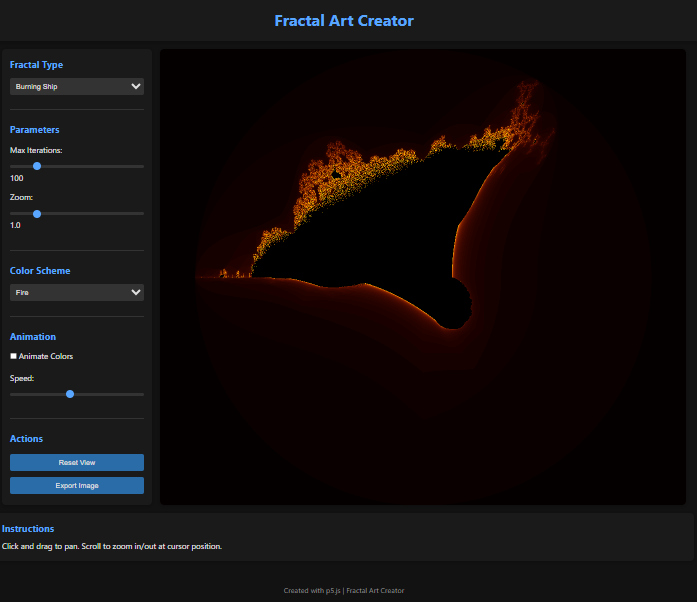 Fractal Art Creator
Fractal Type
Burning Ship
Parameters
Max Iterations:
100
Zoom:
1.0
Color Scheme
Fire
Animation
Animate Colors
Speed:
Actions
Reset View
Export Image
Instructions
Click and drag to pan. Scroll to zoom in/out at cursor position.
Created with p5.js | Fractal Art Creator